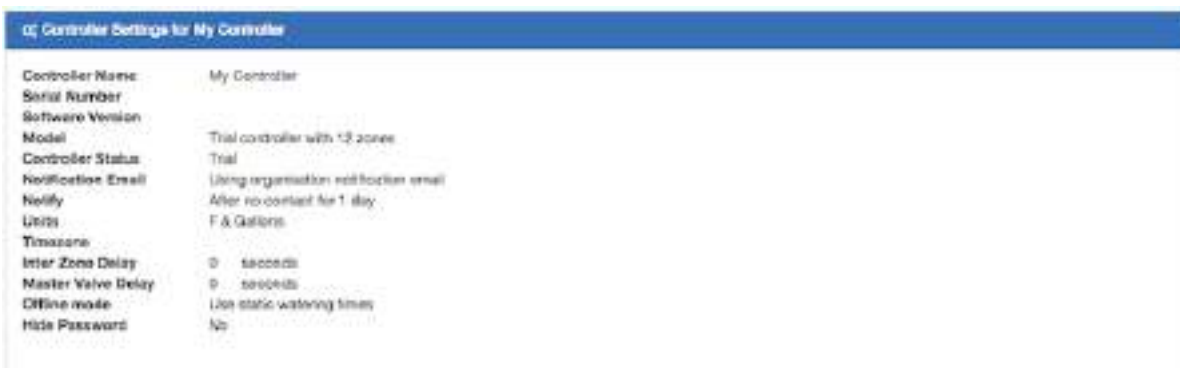 Controller Settings for My Controller
Controller Name My Controller
Serial Number
Software Version
Model Trial controller with 12 zones
Controller Status Trial
Notification Email Using organisation notification email
Notify After no contact for 1 day
Units F & Gallons
Timezone
Inter Zone Delay 0 seconds
Master Valve Delay 0 seconds
Offline mode Use static watering times
Hide Password No